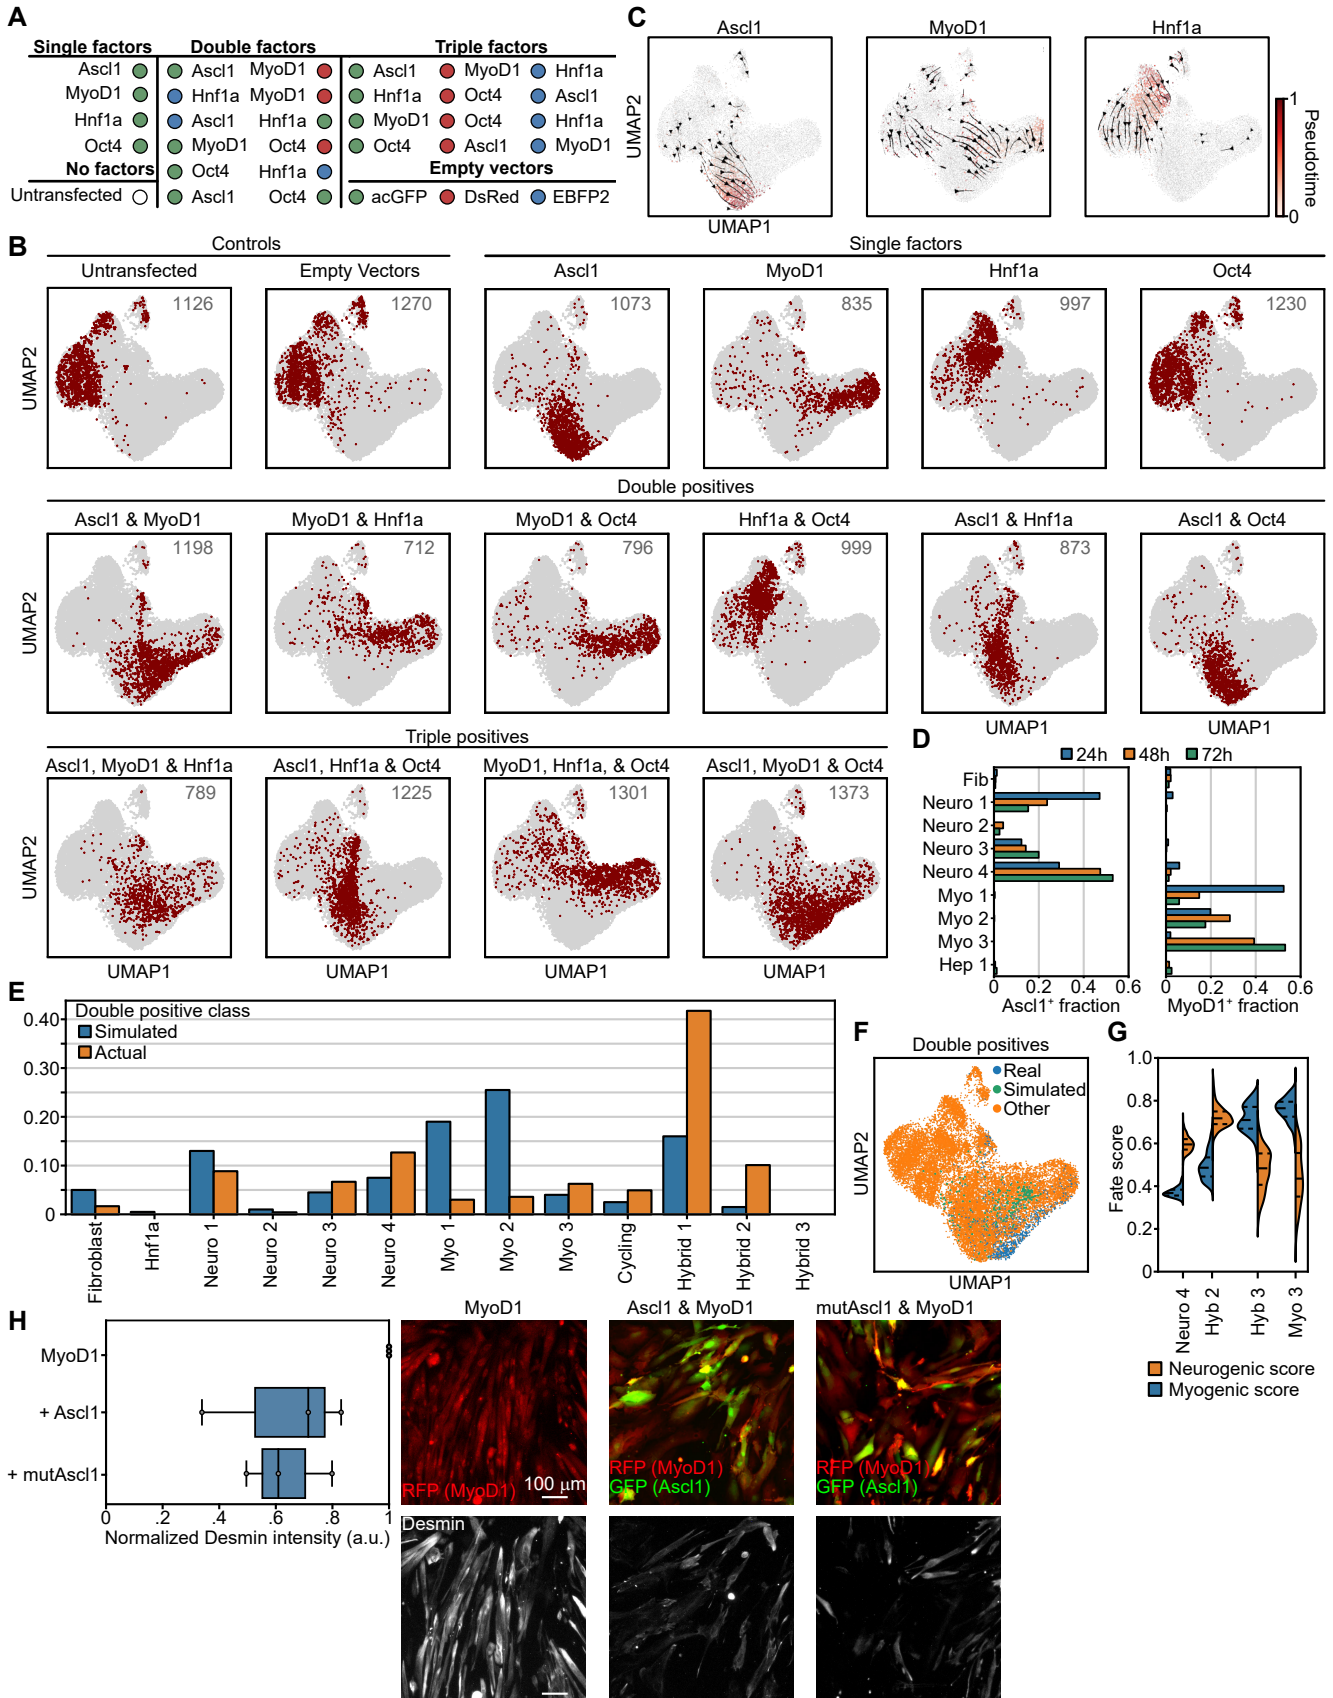 A
Single factors Double factors Triple factors
Ascl1 Ascl1 MyoD1 Ascl1 MyoD1 Hnf1a
MyoD1 Hnf1a MyoD1 Hnf1a Oct4 Ascl1
Hnf1a Ascl1 Hnf1a MyoD1 Oct4 Hnf1a
Oct4 MyoD1 Oct4 Oct4 Ascl1 MyoD1
No factors Oct4 Hnf1a Empty vectors
Untransfected Ascl1 Oct4 acGFP DsRed EBFP2
C
Ascl1 MyoD1 Hnf1a
UMAP2
UMAP1
1
0
Pseudotime
B
Controls Single factors
Untransfected Empty Vectors Ascl1 MyoD1 Hnf1a Oct4
1126 1270 1073 835 997 1230
UMAP2
Double positives
Ascl1 & MyoD1 MyoD1 & Hnf1a MyoD1 & Oct4 Hnf1a & Oct4 Ascl1 & Hnf1a Ascl1 & Oct4
1198 712 796 999 873
UMAP2
UMAP1 UMAP1
Triple positives
Ascl1, MyoD1 & Hnf1a Ascl1, Hnf1a & Oct4 MyoD1, Hnf1a, & Oct4 Ascl1, MyoD1 & Oct4
789 1225 1301 1373
UMAP2
UMAP1 UMAP1 UMAP1 UMAP1
D
24h 48h 72h
Fib
Neuro 1
Neuro 2
Neuro 3
Neuro 4
Myo 1
Myo 2
Myo 3
Hep 1
0 0.2 0.4 0.6 0 0.2 0.4 0.6
Ascl1+ fraction MyoD1+ fraction
E
Double positive class
Simulated
Actual
0.40
0.30
0.20
0.10
0
Fibroblast
Hnf1a
Neuro 1
Neuro 2
Neuro 3
Neuro 4
Myo 1
Myo 2
Myo 3
Cycling
Hybrid 1
Hybrid 2
Hybrid 3
F
Double positives
Real
Simulated
Other
UMAP2
UMAP1
G
1.0
0.8
0.6
0.4
0.2
0
Fate score
Neuro 4
Hyb 2
Hyb 3
Myo 3
Neurogenic score
Myogenic score
H
MyoD1
+ Ascl1
+ mutAscl1
0 .2 .4 .6 .8 1
Normalized Desmin intensity (a.u.)
MyoD1 Ascl1 & MyoD1 mutAscl1 & MyoD1
RFP (MyoD1)
100 µm
RFP (MyoD1)
GFP (Ascl1)
RFP (MyoD1)
GFP (Ascl1)
Desmin